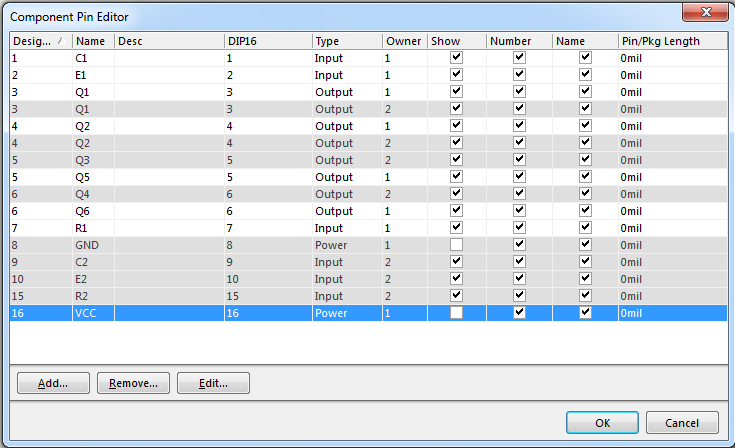 Component Pin Editor
Desig... Name Desc DIP16 Type Owner Show Number Name Pin/Pkg Length
1 C1 1 Input 1 0mil
2 E1 2 Input 1 0mil
3 Q1 3 Output 1 0mil
3 Q1 3 Output 2 0mil
4 Q2 4 Output 1 0mil
4 Q2 4 Output 2 0mil
5 Q3 5 Output 2 0mil
5 Q5 5 Output 1 0mil
6 Q4 6 Output 2 0mil
6 Q6 6 Output 1 0mil
7 R1 7 Input 1 0mil
8 GND 8 Power 1 0mil
9 C2 9 Input 2 0mil
10 E2 10 Input 2 0mil
15 R2 15 Input 2 0mil
16 VCC 16 Power 1 0mil
Add... Remove... Edit...
OK Cancel